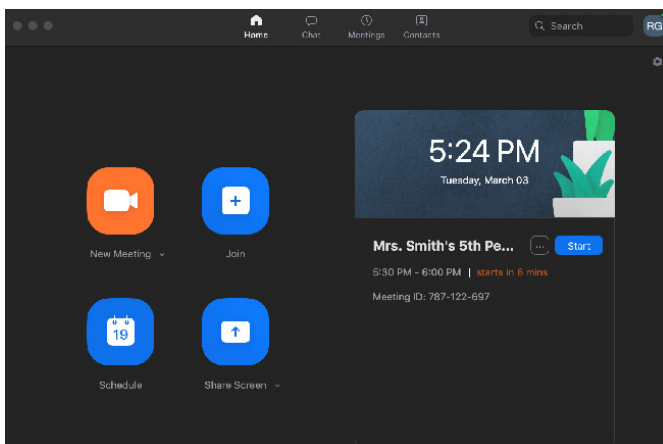 Home
Chat
Meetings
Contacts
Search
RG
5:24 PM
Tuesday, March 03
New Meeting
Join
Mrs. Smith's 5th Pe...
Start
5:30 PM - 6:00 PM | starts in 6 mins
Meeting ID: 787-122-697
19
Schedule
Share Screen